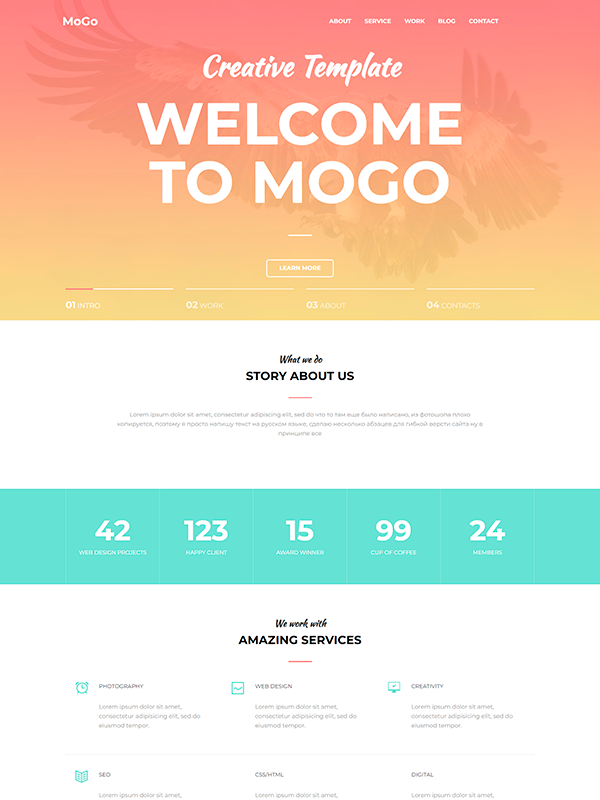 MoGo
ABOUT SERVICE WORK BLOG CONTACT
Creative Template
WELCOME
TO MOGO
LEARN MORE
01 INTRO 02 WORK 03 ABOUT 04 CONTACTS
What we do
STORY ABOUT US
Lorem ipsum dolor sit amet, consectetur adipiscing elit, sed do что то там еще было написано, из фотошопа плохо
копируется, поэтому я просто напишу текст на русском языке, сделаю несколько абзацев для гибкой верси сайта ну в
принципе все
42 123 15 99 24
WEB DESIGN PROJECTS HAPPY CLIENT AWARD WINNER CUP OF COFFEE MEMBERS
We work with
AMAZING SERVICES
PHOTOGRAPHY WEB DESIGN CREATIVITY
Lorem ipsum dolor sit amet, Lorem ipsum dolor sit amet, Lorem ipsum dolor sit amet,
consectetur adipisicing elit, sed do consectetur adipisicing elit, sed do consectetur adipisicing elit, sed do
eiusmod tempor. eiusmod tempor. eiusmod tempor.
SEO CSS/HTML DIGITAL
Lorem ipsum dolor sit amet, Lorem ipsum dolor sit amet, Lorem ipsum dolor sit amet,